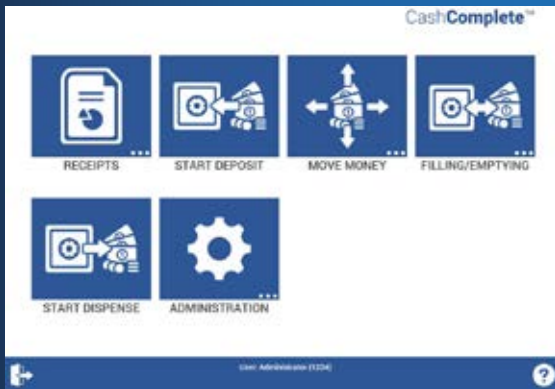 CashComplete™
RECEIPTS
START DEPOSIT
MOVE MONEY
FILLING/EMPTYING
START DISPENSE
ADMINISTRATION
User: Administrator (1234)
?